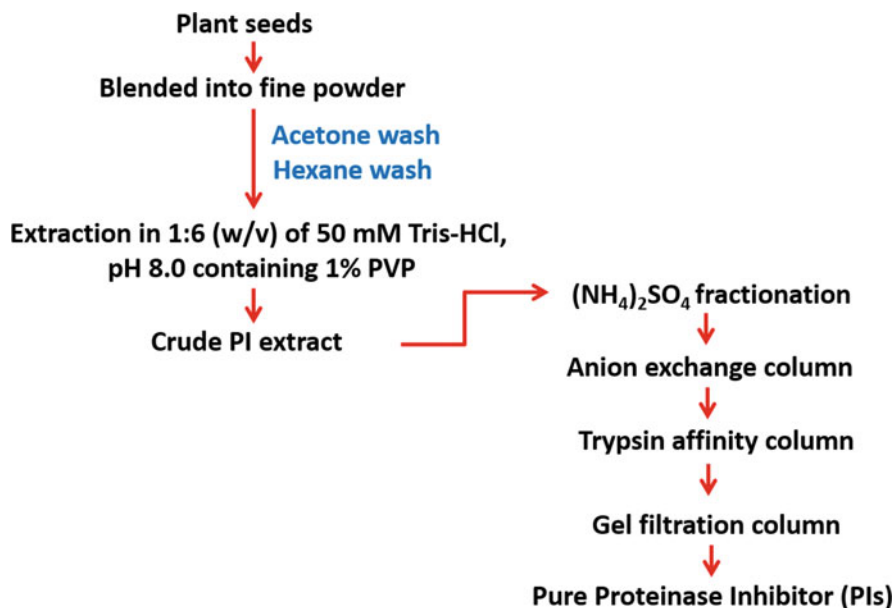 Plant seeds
Blended into fine powder
Acetone wash
Hexane wash
Extraction in 1:6 (w/v) of 50 mM Tris-HCl,
pH 8.0 containing 1% PVP
Crude PI extract
(NH₄)₂SO₄ fractionation
Anion exchange column
Trypsin affinity column
Gel filtration column
Pure Proteinase Inhibitor (PIs)